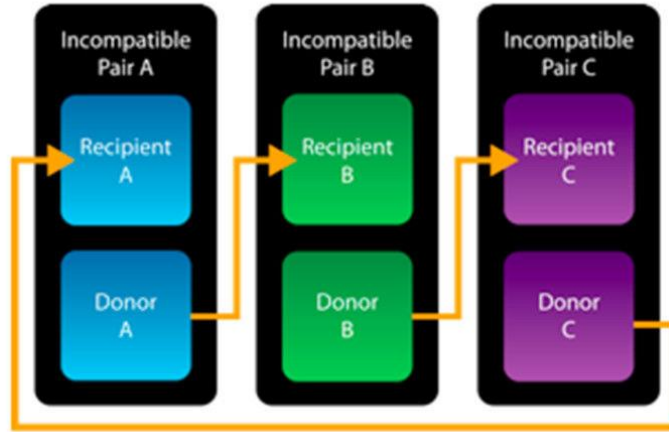 Incompatible
Pair A
Incompatible
Pair B
Incompatible
Pair C
Recipient
A
Recipient
B
Recipient
C
Donor
A
Donor
B
Donor
C